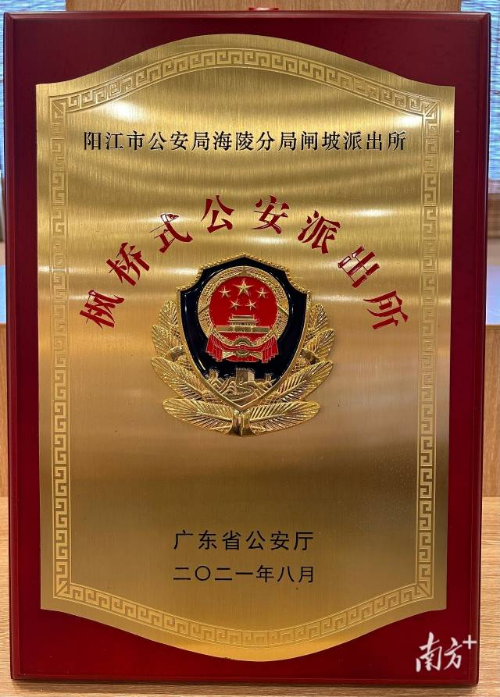 阳江市公安局海陵分局闸坡派出所
枫桥式公安派出所
广东省公安厅
二〇二一年八月
南方+